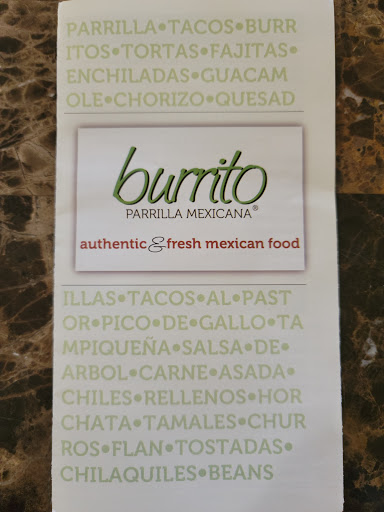 PARRILLA•TACOS•BURR
ITOS•TORTAS•FAJITAS•
ENCHILADAS•GUACAM
OLE•CHORIZO•QUESAD
burrito
PARRILLA MEXICANA®
authentic & fresh mexican food
ILLAS•TACOS•AL•PAST
OR•PICO•DE•GALLO•TA
MPIQUEÑA•SALSA•DE•
ARBOL•CARNE•ASADA•
CHILES•RELLENOS•HOR
CHATA•TAMALES•CHUR
ROS•FLAN•TOSTADAS•
CHILAQUILES•BEANS